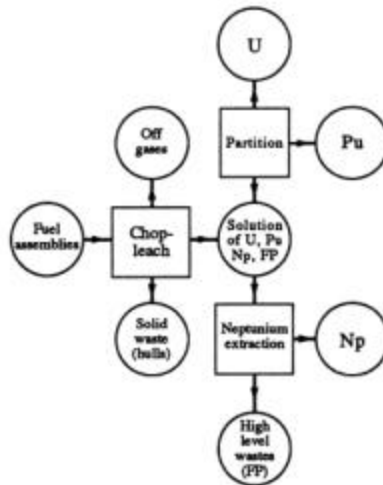 U
Off
gases
Partition
Pu
Fuel
assemblies
Chop-
leach
Solution
of U, Pu
Np, FP
Solid
waste
(hulls)
Neptunium
extraction
Np
High
level
wastes
(FP)